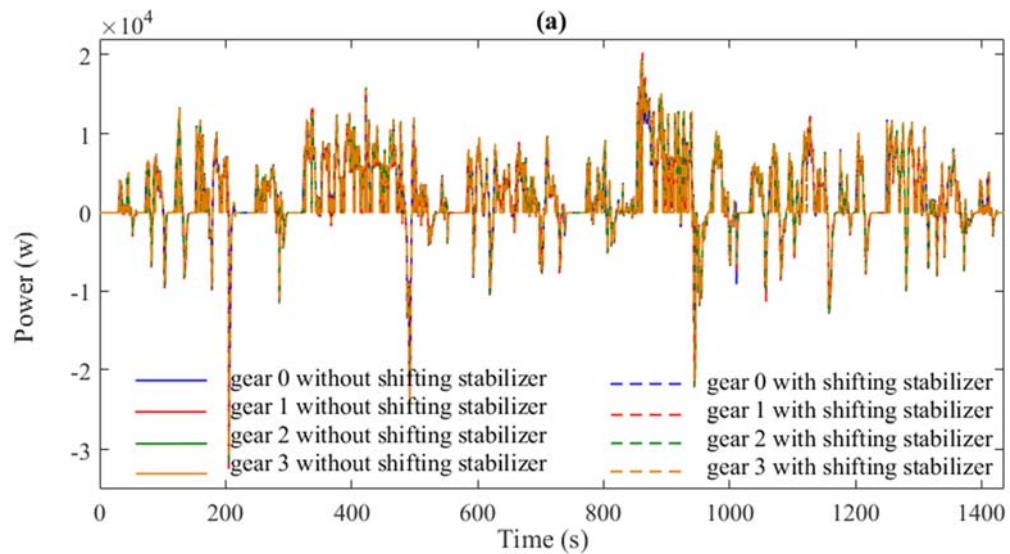 (a)
×10⁴
2
1
0
-1
-2
-3
Power (w)
gear 0 without shifting stabilizer
gear 1 without shifting stabilizer
gear 2 without shifting stabilizer
gear 3 without shifting stabilizer
gear 0 with shifting stabilizer
gear 1 with shifting stabilizer
gear 2 with shifting stabilizer
gear 3 with shifting stabilizer
0 200 400 600 800 1000 1200 1400
Time (s)